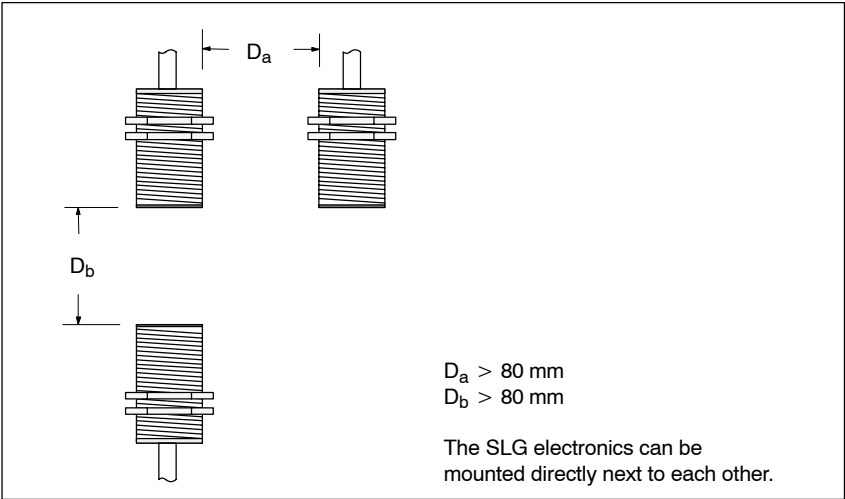 Da
Db
Da > 80 mm
Db > 80 mm
The SLG electronics can be
mounted directly next to each other.